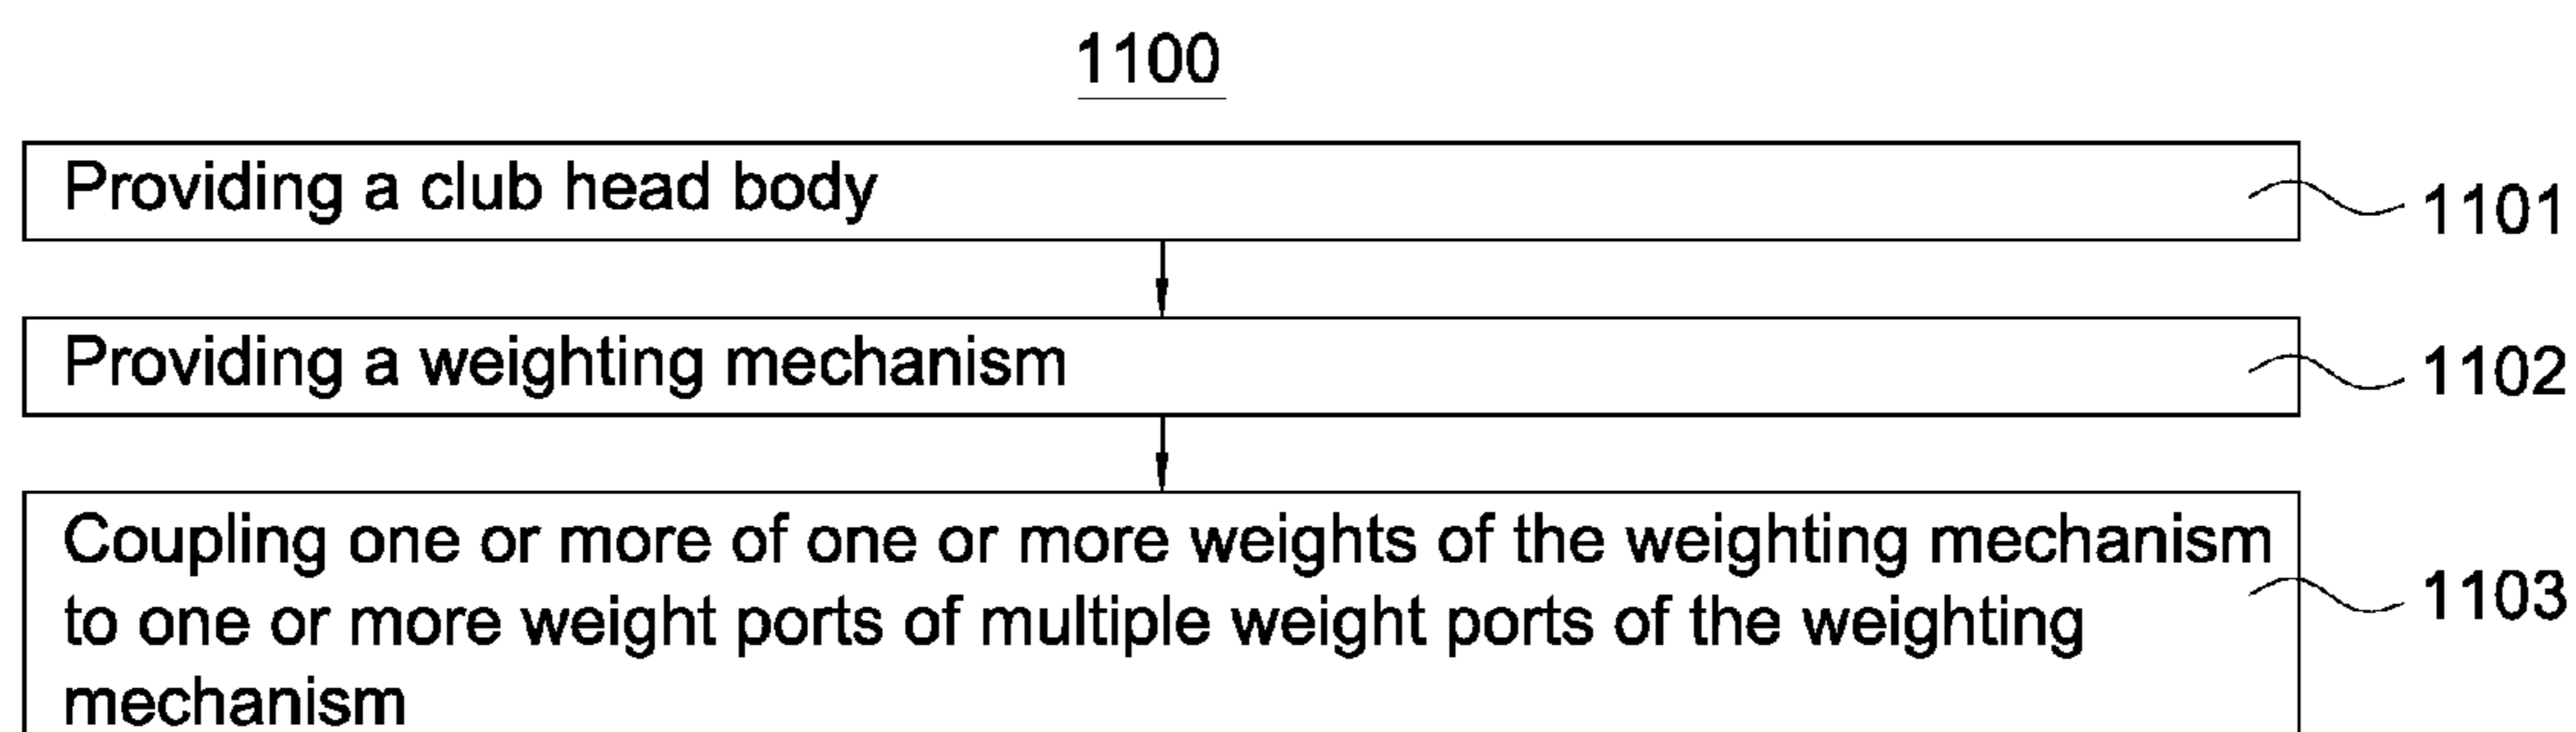 1100
Providing a club head body
1101
Providing a weighting mechanism
1102
Coupling one or more of one or more weights of the weighting mechanism
to one or more weight ports of multiple weight ports of the weighting
mechanism
1103